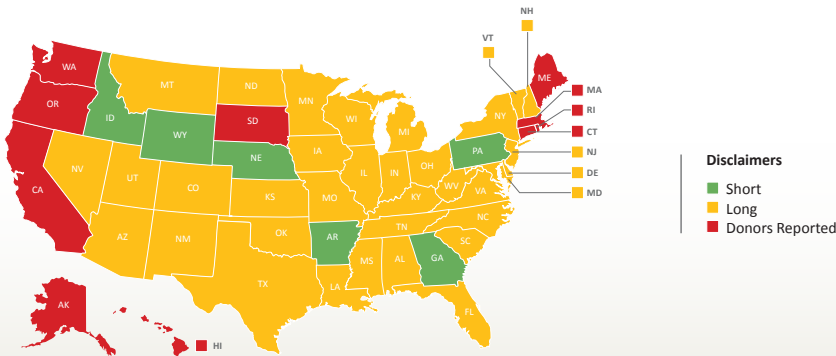 NH
VT
WA
MT
ND
MN
ME
MA
OR
ID
SD
WI
NY
RI
WY
MI
CT
NE
IA
PA
NJ
NV
UT
CO
IL
IN
OH
DE
CA
KS
MO
WV
VA
MD
KY
NC
TN
AZ
NM
OK
AR
SC
MS
AL
GA
TX
LA
FL
AK
HI
Disclaimers
Short
Long
Donors Reported